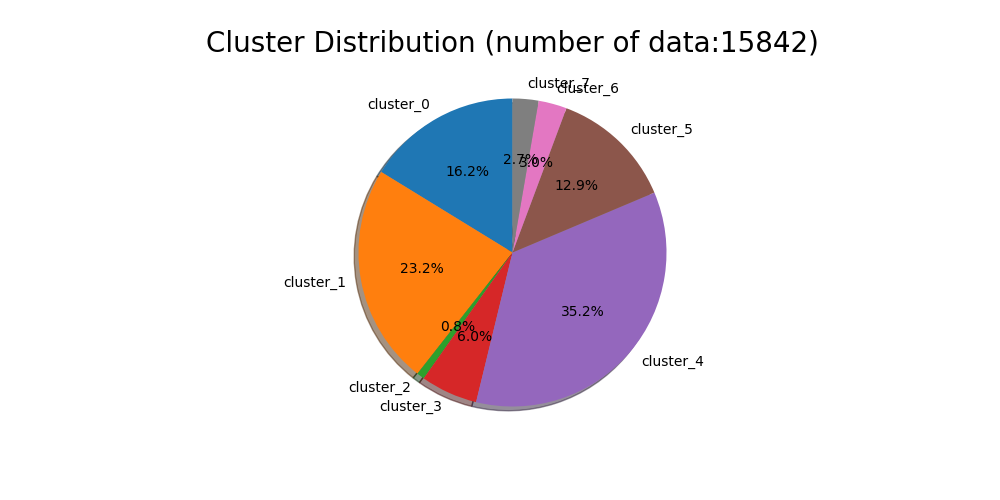 Cluster Distribution (number of data:15842)
cluster_7
cluster_6
cluster_0
cluster_5
2.7%
3.0%
16.2%
12.9%
23.2%
cluster_1
35.2%
0.8%
6.0%
cluster_4
cluster_2
cluster_3